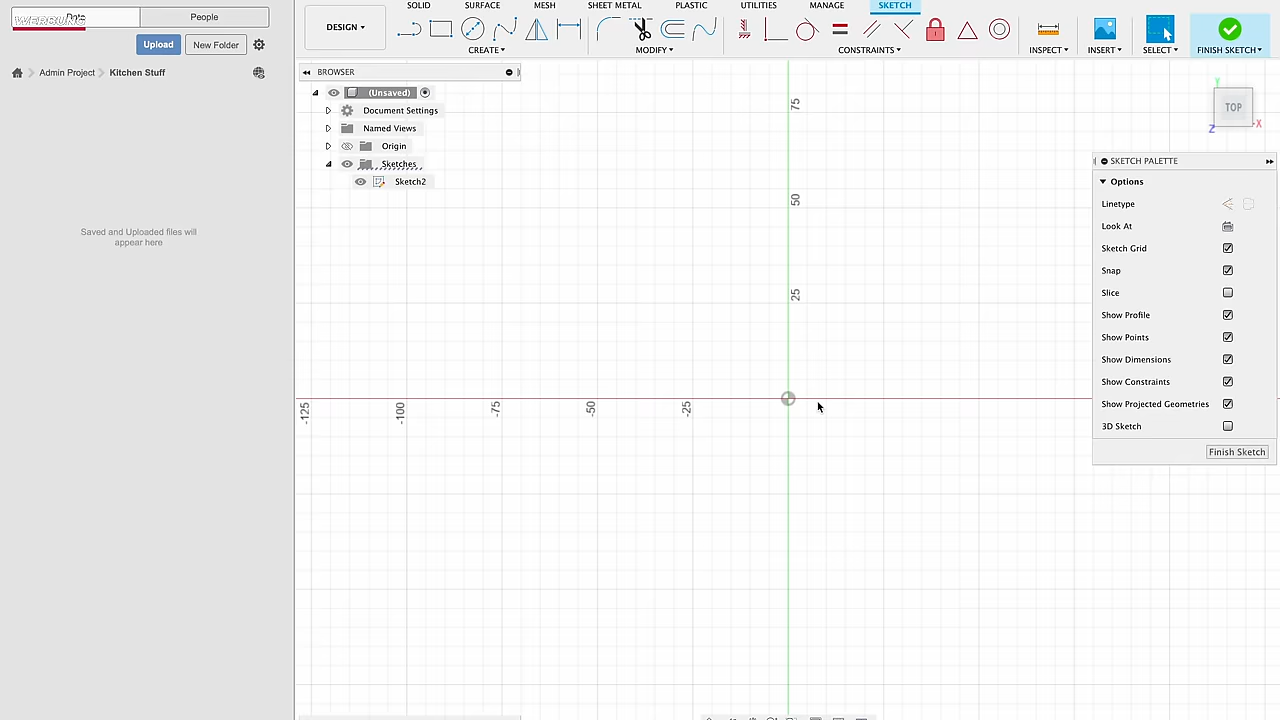 WERBUNG
People
Upload
New Folder
Admin Project
Kitchen Stuff
Saved and Uploaded files will
appear here
DESIGN
SOLID
SURFACE
MESH
SHEET METAL
PLASTIC
UTILITIES
MANAGE
SKETCH
CREATE
MODIFY
CONSTRAINTS
INSPECT
INSERT
SELECT
FINISH SKETCH
BROWSER
(Unsaved)
Document Settings
Named Views
Origin
Sketches
Sketch2
75
50
25
-125
-100
-75
-50
-25
TOP
Y
X
Z
SKETCH PALETTE
Options
Linetype
Look At
Sketch Grid
Snap
Slice
Show Profile
Show Points
Show Dimensions
Show Constraints
Show Projected Geometries
3D Sketch
Finish Sketch